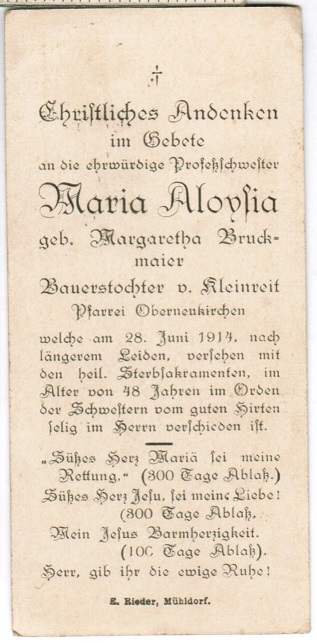 Christliches Andenken
im Gebete
an die ehrwürdige Profeßschwester
Maria Aloysia
geb. Margaretha Bruck-
maier
Bauerstochter v. Kleinreit
Pfarrei Oberneukirchen
welche am 28. Juni 1914. nach
längerem Leiden, versehen mit
den heil. Sterbsakramenten, im
Alter von 48 Jahren im Orden
der Schwestern vom guten Hirten
selig im Herrn verschieden ist.
„Süßes Herz Mariä sei meine
Rettung.“ (300 Tage Ablaß.)
Süßes Herz Jesu, sei meine Liebe!
(300 Tage Ablaß.
Mein Jesus Barmherzigkeit.
(100 Tage Ablaß).
Herr, gib ihr die ewige Ruhe!
E. Rieder, Mühldorf.